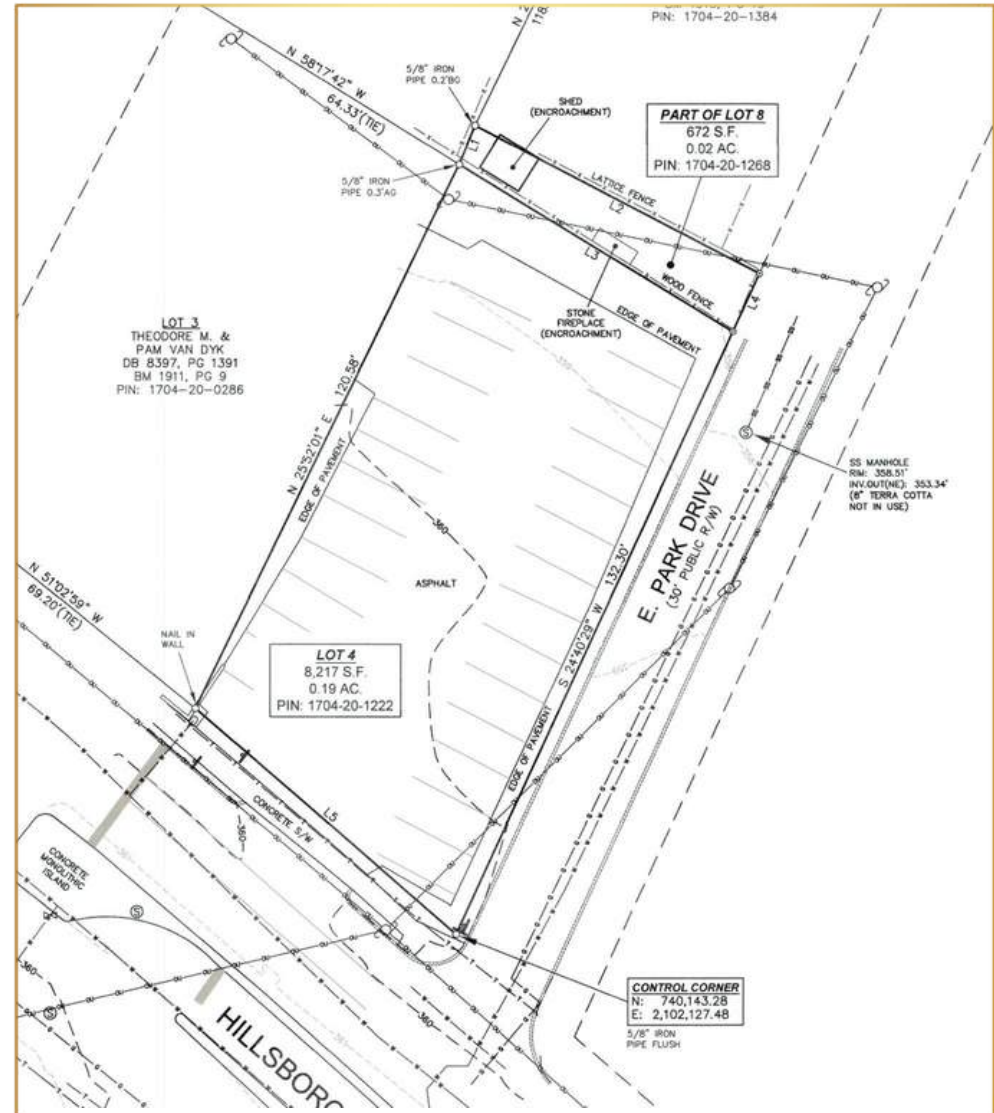 PIN: 1704-20-1384
N 58°17'42" W
64.33'(TIE)
5/8" IRON
PIPE 0.2'BG
SHED
(ENCROACHMENT)
PART OF LOT 8
672 S.F.
0.02 AC.
PIN: 1704-20-1268
L1
5/8" IRON
PIPE 0.3'AG
LATTICE FENCE
L2
L3
WOOD FENCE
L4
STONE
FIREPLACE
(ENCROACHMENT)
EDGE OF PAVEMENT
LOT 3
THEODORE M. &
PAM VAN DYK
DB 8397, PG 1391
BM 1911, PG 9
PIN: 1704-20-0286
N 25°52'01" E 120.58'
EDGE OF PAVEMENT
360
ASPHALT
SS MANHOLE
RIM: 358.51'
INV.OUT(NE): 353.34'
(8" TERRA COTTA
NOT IN USE)
E. PARK DRIVE
(30' PUBLIC R/W)
S 24°40'29" W 132.30'
EDGE OF PAVEMENT
N 51°02'59" W
69.20'(TIE)
NAIL IN
WALL
LOT 4
8,217 S.F.
0.19 AC.
PIN: 1704-20-1222
L5
CONCRETE S/W
360
CONCRETE
MONOLITHIC
ISLAND
360
360
CONTROL CORNER
N: 740,143.28
E: 2,102,127.48
5/8" IRON
PIPE FLUSH
HILLSBORO